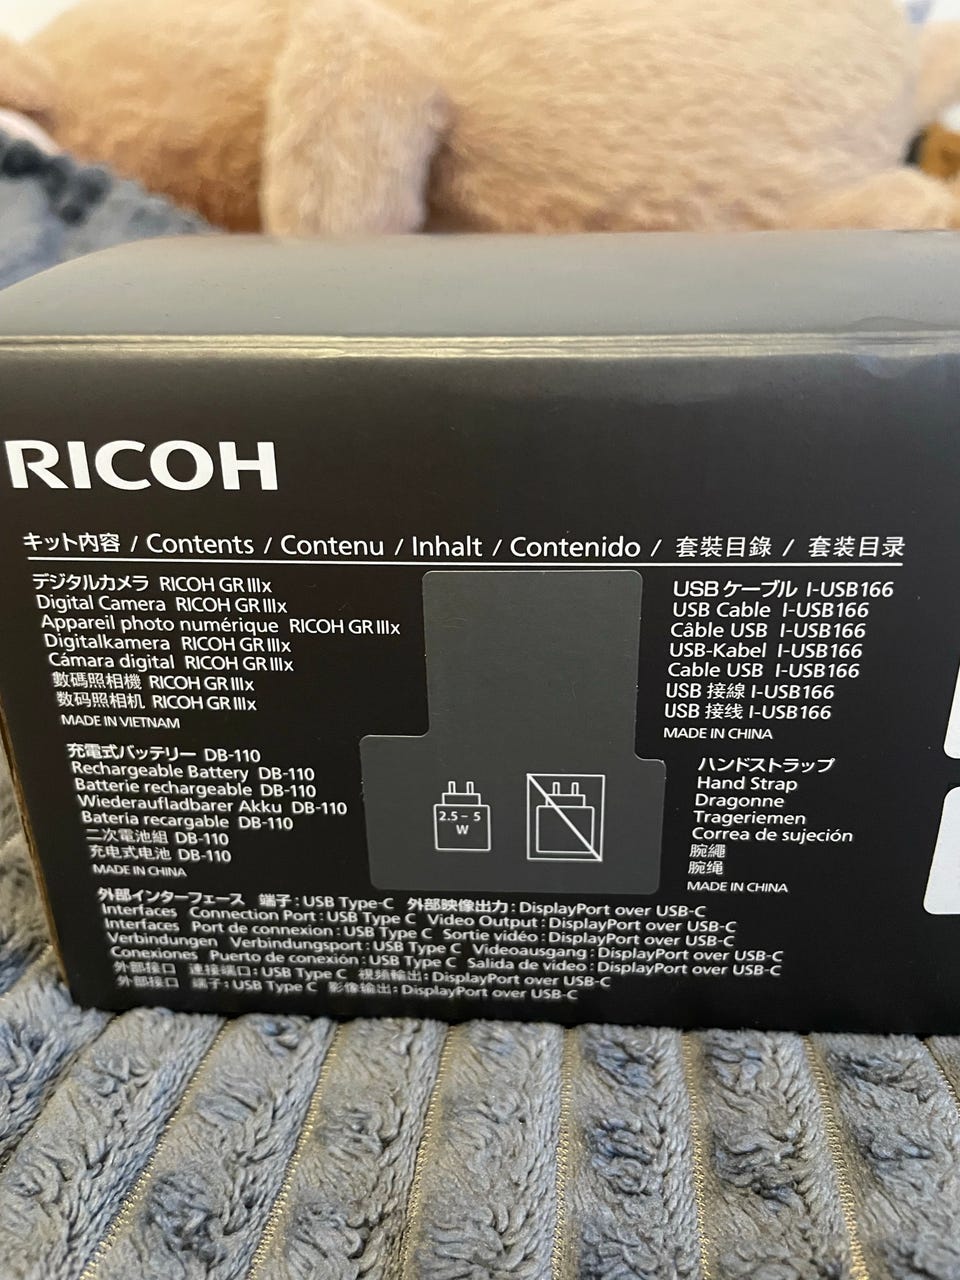 RICOH
キット内容 / Contents / Contenu / Inhalt / Contenido / 套裝目錄 / 套装目录
デジタルカメラ RICOH GR IIIx
Digital Camera RICOH GR IIIx
Appareil photo numérique RICOH GR IIIx
Digitalkamera RICOH GR IIIx
Cámara digital RICOH GR IIIx
數碼照相機 RICOH GR IIIx
数码照相机 RICOH GR IIIx
MADE IN VIETNAM
充電式バッテリー DB-110
Rechargeable Battery DB-110
Batterie rechargeable DB-110
Wiederaufladbarer Akku DB-110
Batería recargable DB-110
二次電池組 DB-110
充电式电池 DB-110
MADE IN CHINA
2.5 – 5
W
USB ケーブル I-USB166
USB Cable I-USB166
Câble USB I-USB166
USB-Kabel I-USB166
Cable USB I-USB166
USB 接線 I-USB166
USB 接线 I-USB166
MADE IN CHINA
ハンドストラップ
Hand Strap
Dragonne
Trageriemen
Correa de sujeción
腕繩
腕绳
MADE IN CHINA
外部インターフェース 端子 : USB Type-C 外部映像出力 : DisplayPort over USB-C
Interfaces Connection Port : USB Type C Video Output : DisplayPort over USB-C
Interfaces Port de connexion : USB Type C Sortie vidéo : DisplayPort over USB-C
Verbindungen Verbindungsport : USB Type C Videoausgang : DisplayPort over USB-C
Conexiones Puerto de conexión : USB Type C Salida de vídeo : DisplayPort over USB-C
外部接口 連接端口 : USB Type C 視頻輸出 : DisplayPort over USB-C
外部接口 端子 : USB Type C 影像输出 : DisplayPort over USB-C